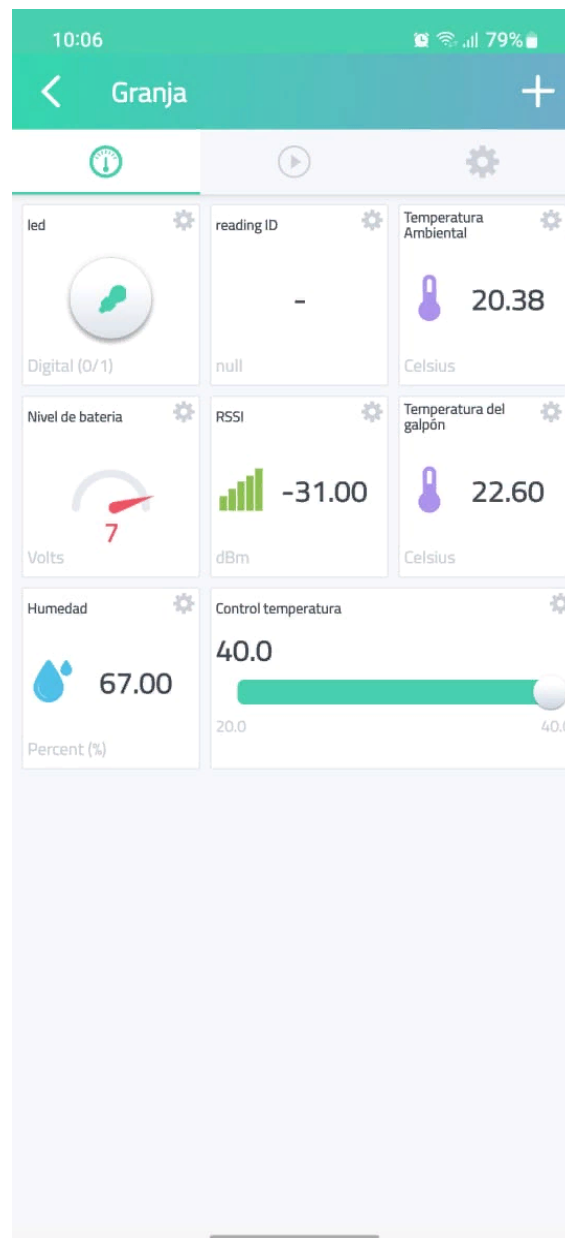 10:06 79%
Granja
led
Digital (0/1)
reading ID
-
null
Temperatura
Ambiental
20.38
Celsius
Nivel de bateria
7
Volts
RSSI
-31.00
dBm
Temperatura del
galpón
22.60
Celsius
Humedad
67.00
Percent (%)
Control temperatura
40.0
20.0 40.0